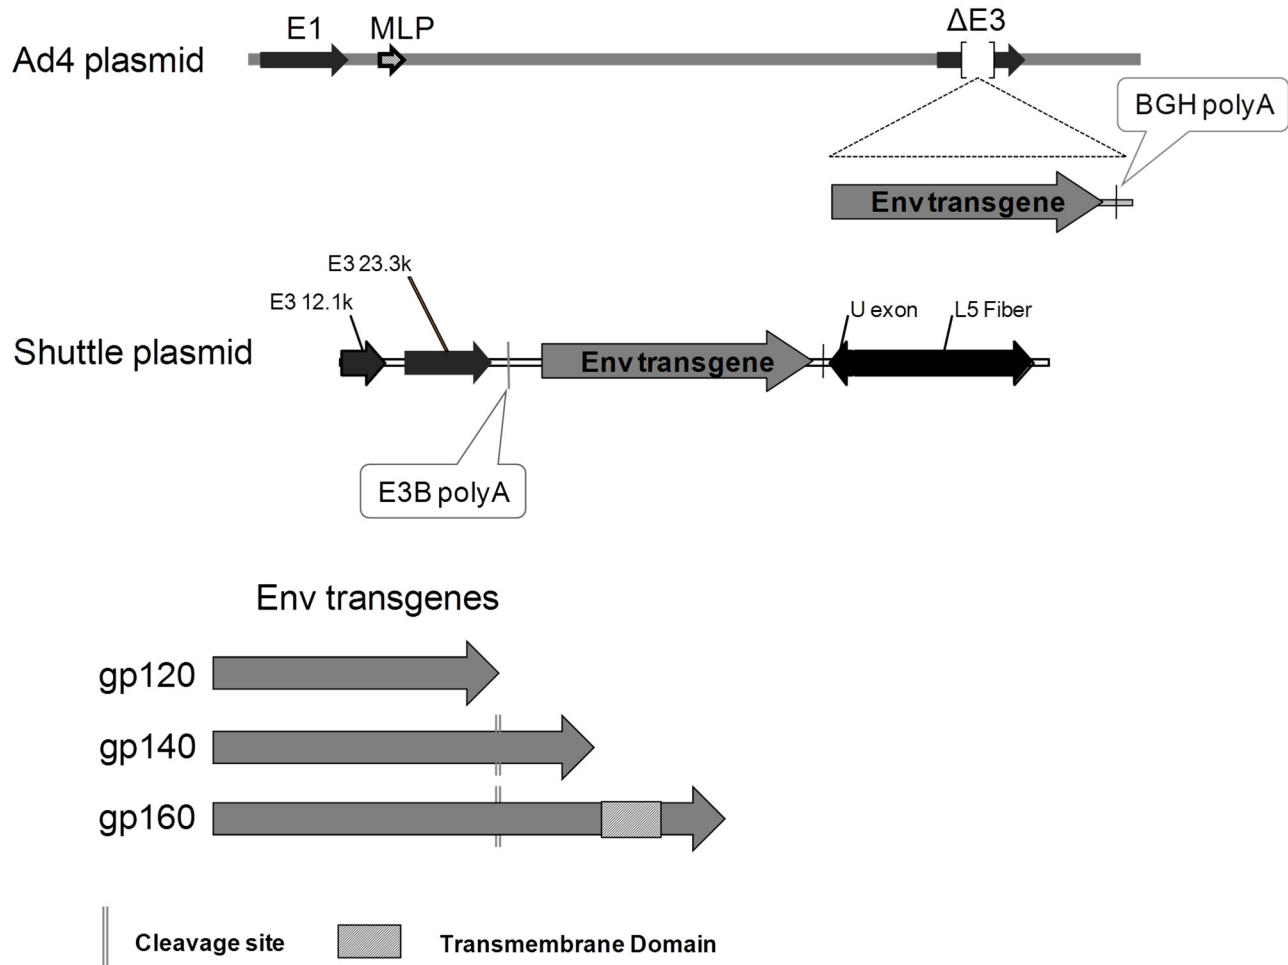 E1
MLP
ΔE3
Ad4 plasmid
BGH polyA
Env transgene
E3 23.3k
E3 12.1k
U exon
L5 Fiber
Shuttle plasmid
Env transgene
E3B polyA
Env transgenes
gp120
gp140
gp160
Cleavage site
Transmembrane Domain